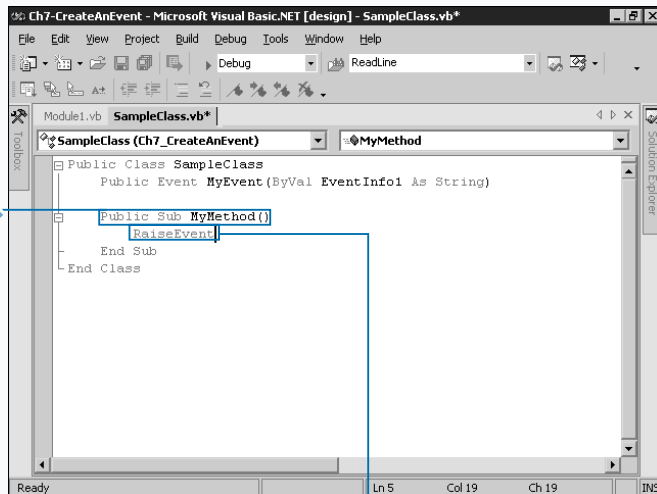 Ch7-CreateAnEvent - Microsoft Visual Basic.NET [design] - SampleClass.vb*
File Edit View Project Build Debug Tools Window Help
Debug ReadLine
Module1.vb SampleClass.vb*
SampleClass (Ch7_CreateAnEvent) MyMethod
Toolbox
Solution Explorer
Public Class SampleClass
Public Event MyEvent(ByVal EventInfo1 As String)
Public Sub MyMethod()
RaiseEvent
End Sub
End Class
Ready Ln 5 Col 19 Ch 19 INS